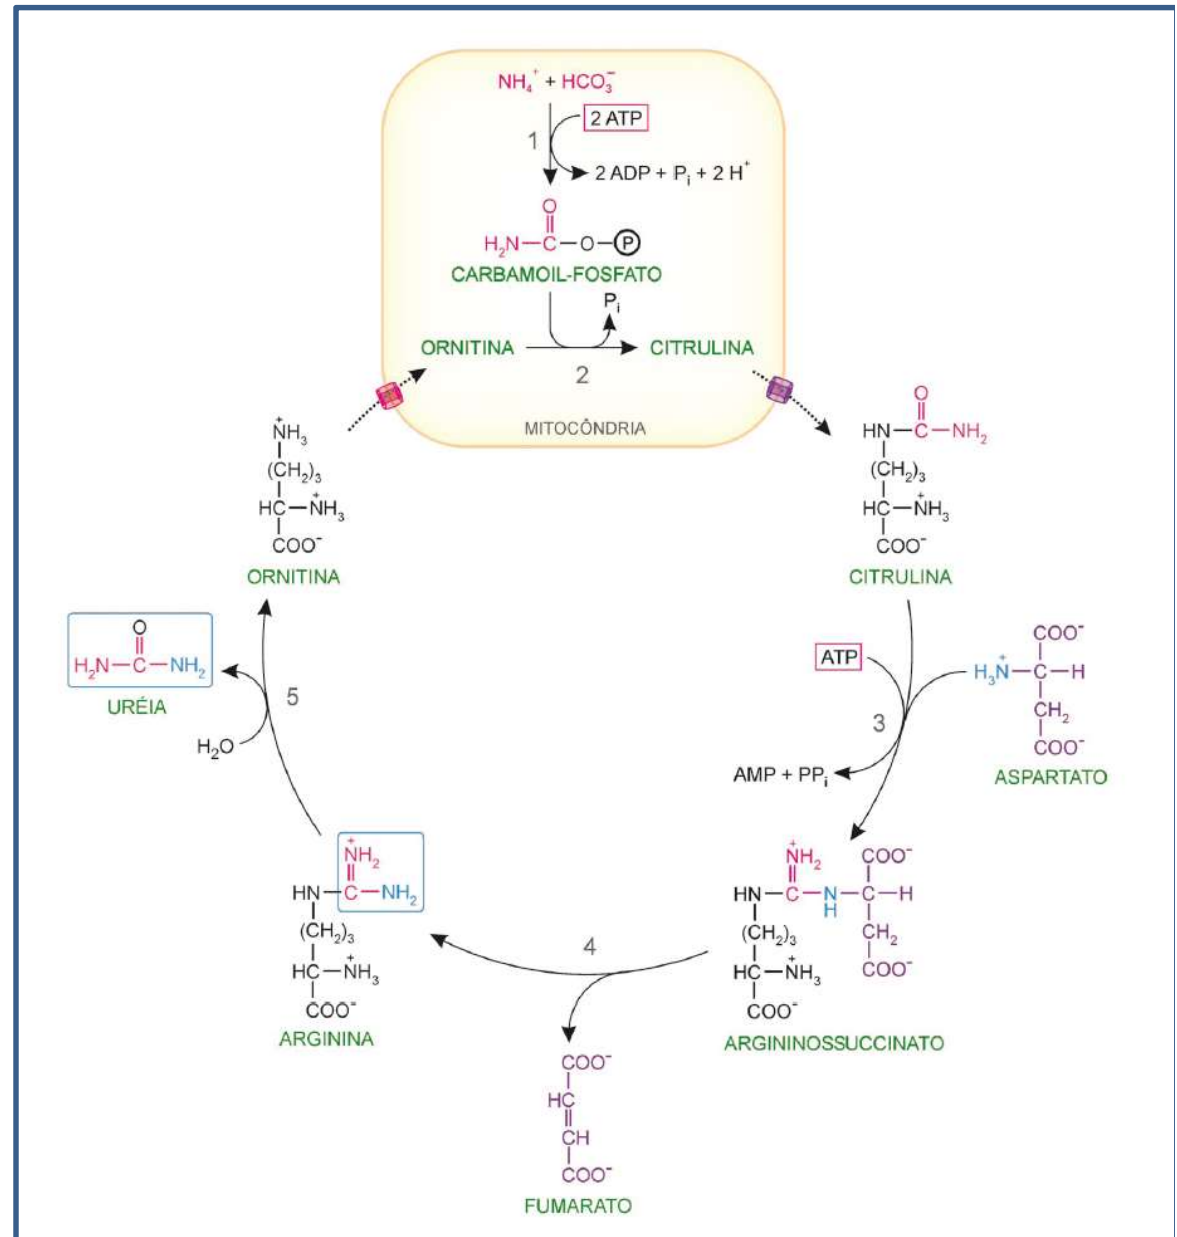 NH₄⁺ + HCO₃⁻
2 ATP
1
2 ADP + Pᵢ + 2 H⁺
O
H₂N—C—O—P
CARBAMOIL-FOSFATO
Pᵢ
ORNITINA
CITRULINA
2
MITOCÔNDRIA
⁺NH₃
(CH₂)₃
HC—⁺NH₃
COO⁻
ORNITINA
O
HN—C—NH₂
(CH₂)₃
HC—⁺NH₃
COO⁻
CITRULINA
O
H₂N—C—NH₂
URÉIA
5
H₂O
ATP
3
AMP + PPᵢ
COO⁻
H₃N⁺—C—H
CH₂
COO⁻
ASPARTATO
⁺NH₂
HN—C—NH₂
(CH₂)₃
HC—⁺NH₃
COO⁻
ARGININA
4
⁺NH₂ COO⁻
HN—C—N—C—H
H
(CH₂)₃ CH₂
HC—⁺NH₃ COO⁻
COO⁻
ARGININOSSUCCINATO
COO⁻
HC
CH
COO⁻
FUMARATO